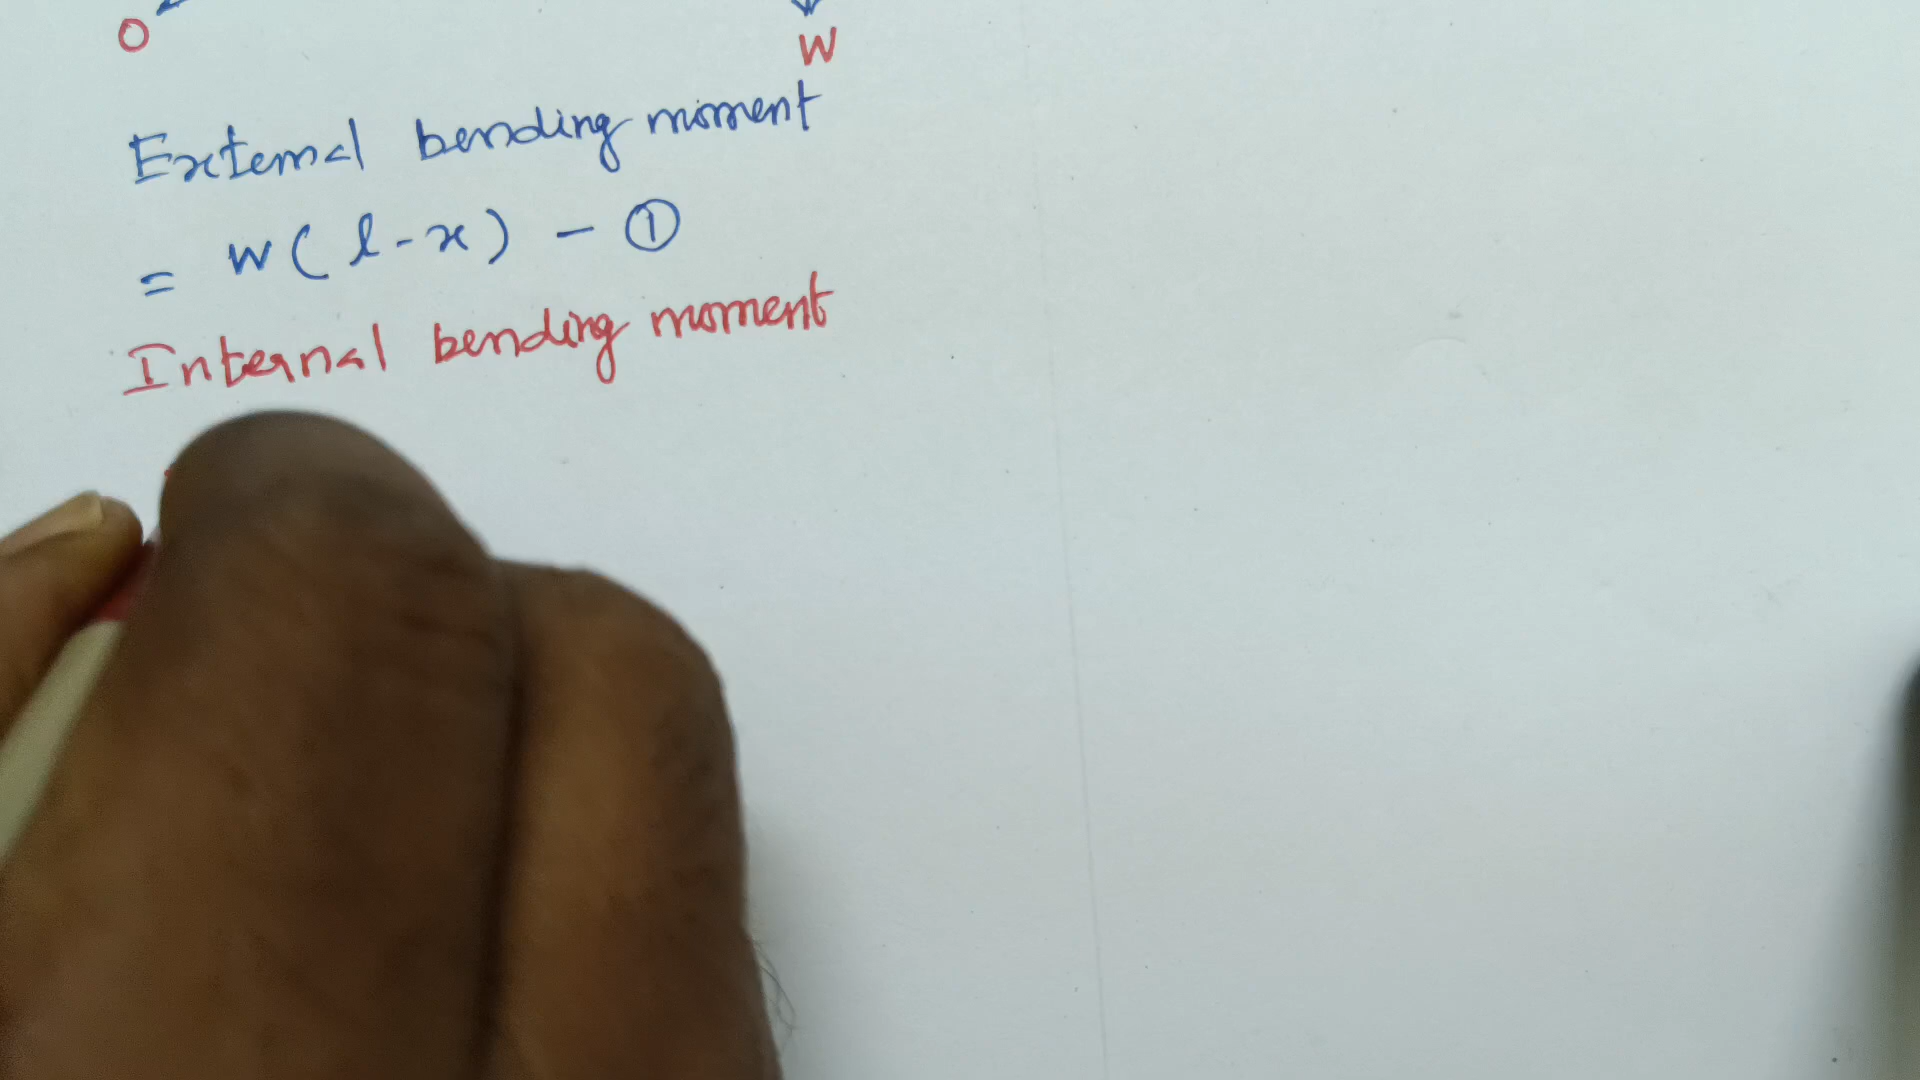 O W
External bending moment
= W ( l - x ) - ①
Internal bending moment